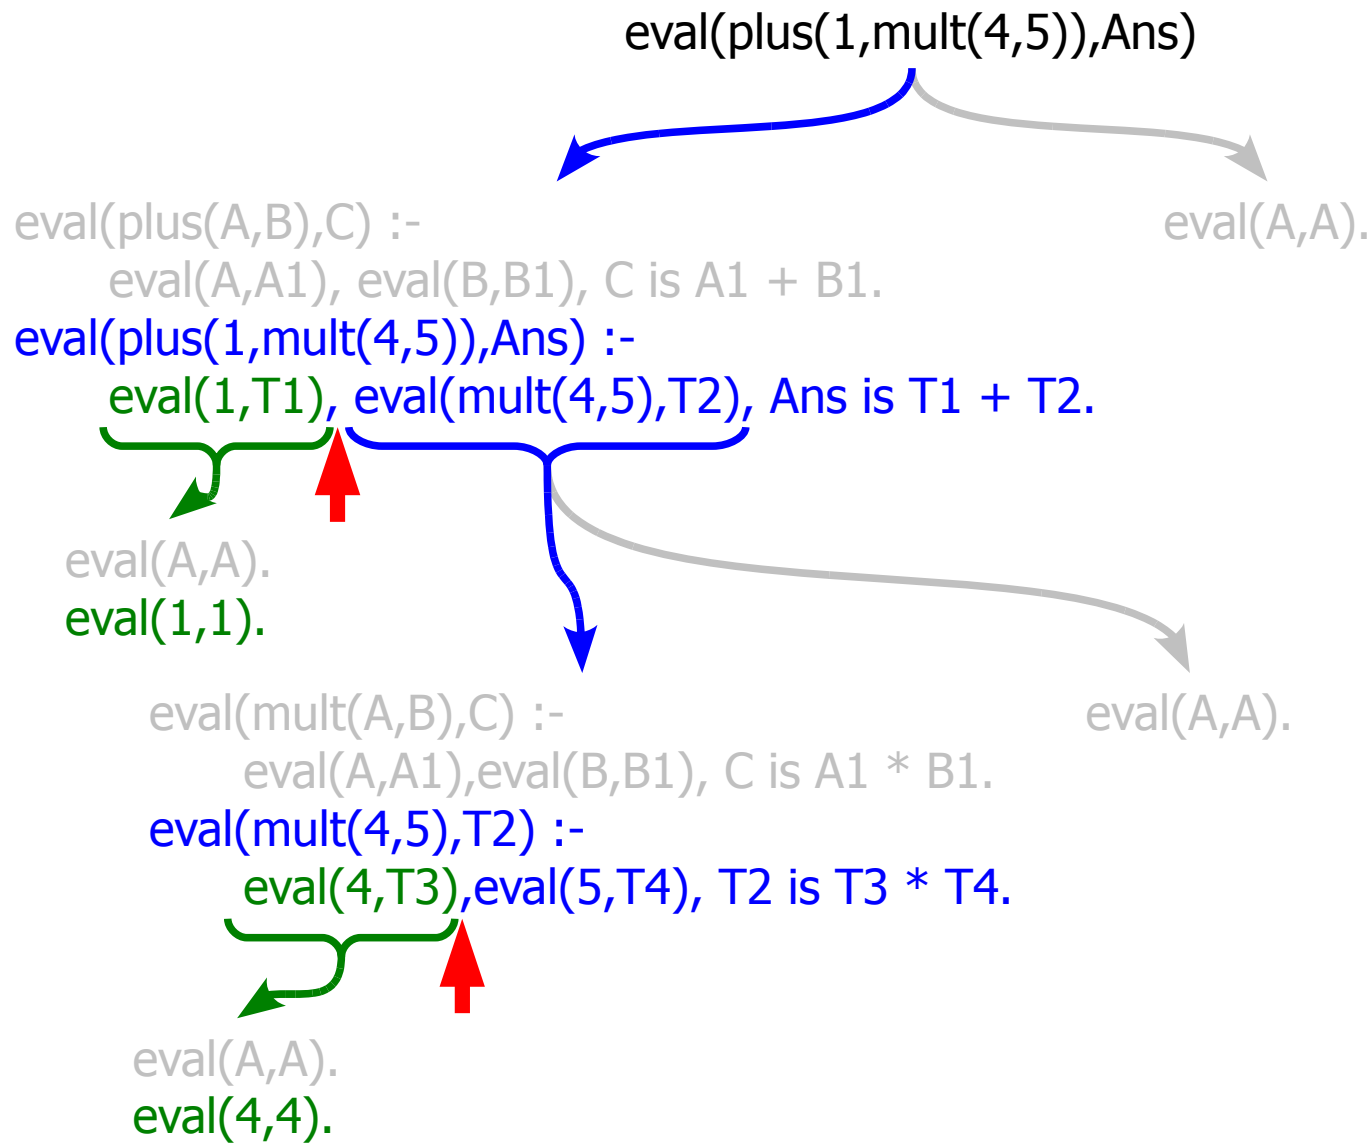 eval(plus(1,mult(4,5)),Ans)
eval(plus(A,B),C) :-
eval(A,A).
eval(A,A1), eval(B,B1), C is A1 + B1.
eval(plus(1,mult(4,5)),Ans) :-
eval(1,T1), eval(mult(4,5),T2), Ans is T1 + T2.
eval(A,A).
eval(1,1).
eval(mult(A,B),C) :-
eval(A,A).
eval(A,A1),eval(B,B1), C is A1 * B1.
eval(mult(4,5),T2) :-
eval(4,T3),eval(5,T4), T2 is T3 * T4.
eval(A,A).
eval(4,4).